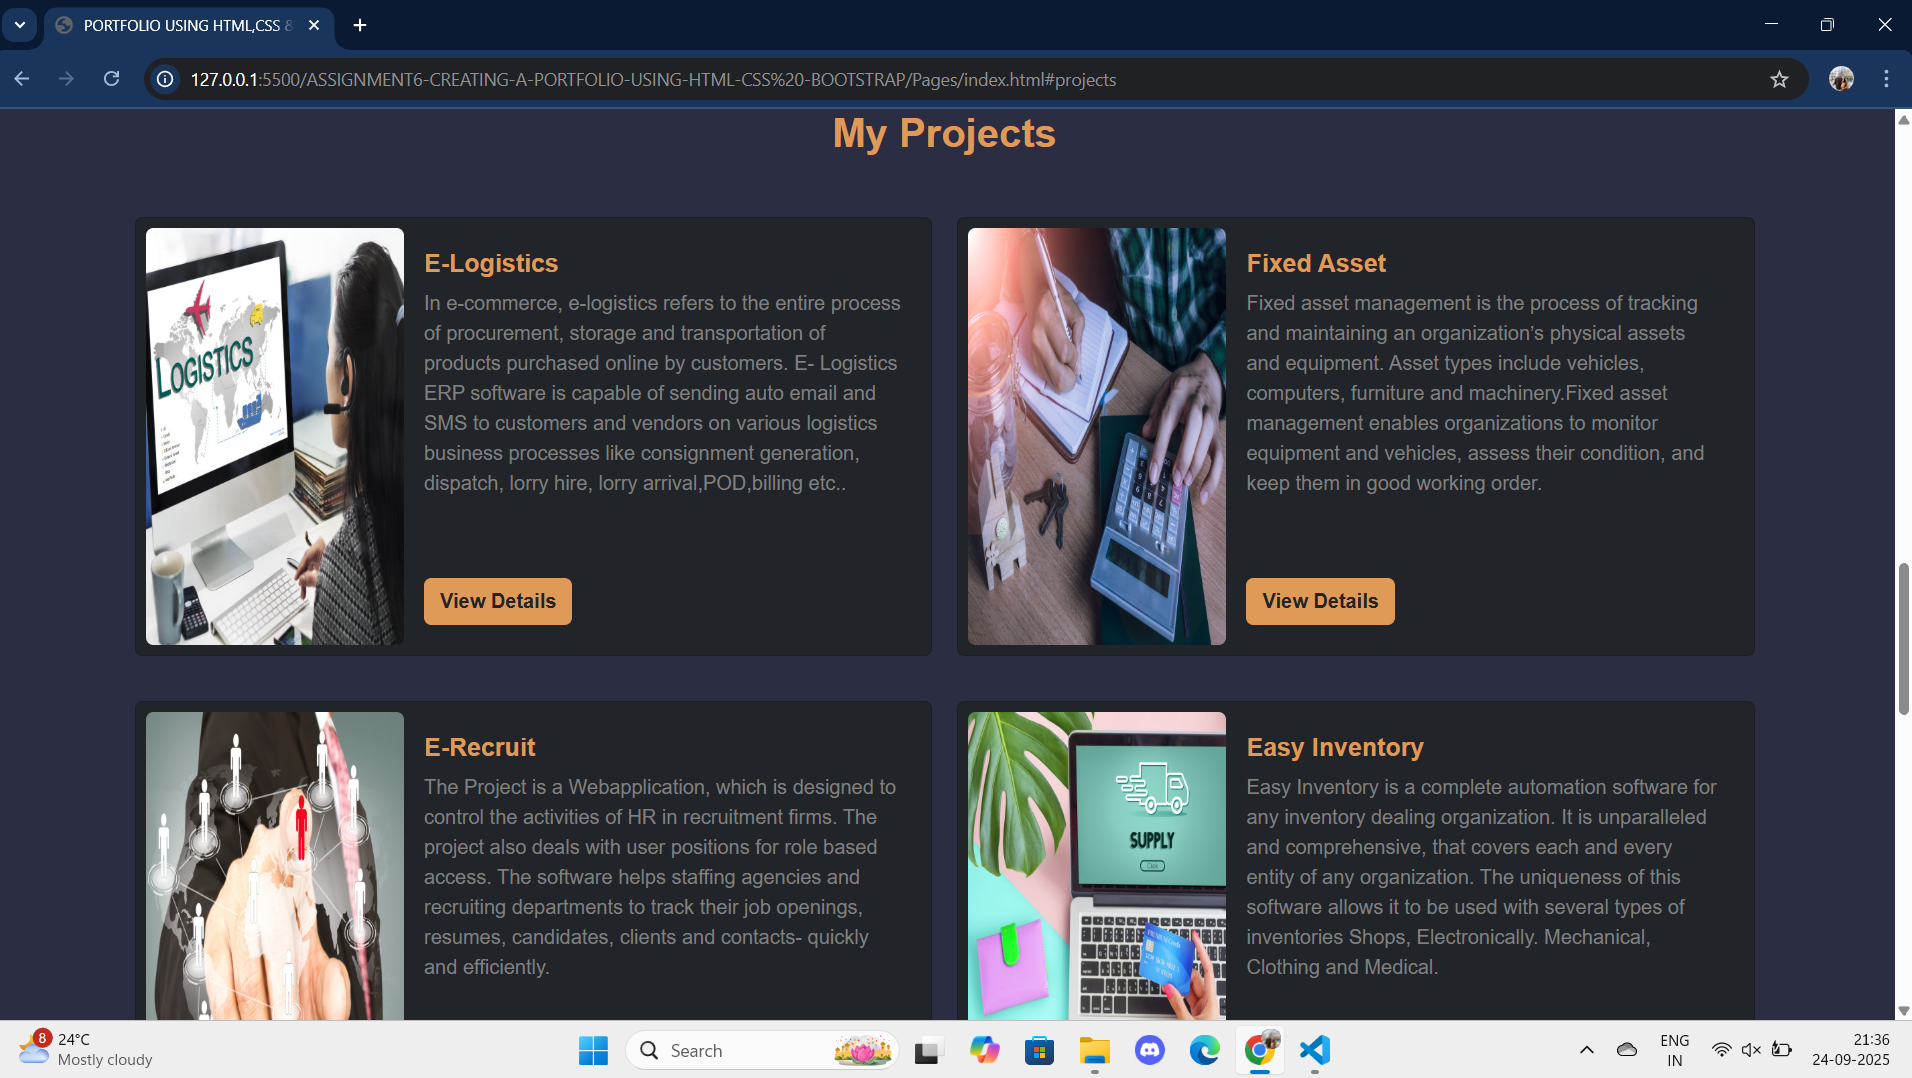 PORTFOLIO USING HTML,CSS &
127.0.0.1:5500/ASSIGNMENT6-CREATING-A-PORTFOLIO-USING-HTML-CSS%20-BOOTSTRAP/Pages/index.html#projects
My Projects
LOGISTICS
E-Logistics
In e-commerce, e-logistics refers to the entire process
of procurement, storage and transportation of
products purchased online by customers. E- Logistics
ERP software is capable of sending auto email and
SMS to customers and vendors on various logistics
business processes like consignment generation,
dispatch, lorry hire, lorry arrival,POD,billing etc..
View Details
Fixed Asset
Fixed asset management is the process of tracking
and maintaining an organization’s physical assets
and equipment. Asset types include vehicles,
computers, furniture and machinery.Fixed asset
management enables organizations to monitor
equipment and vehicles, assess their condition, and
keep them in good working order.
View Details
E-Recruit
The Project is a Webapplication, which is designed to
control the activities of HR in recruitment firms. The
project also deals with user positions for role based
access. The software helps staffing agencies and
recruiting departments to track their job openings,
resumes, candidates, clients and contacts- quickly
and efficiently.
SUPPLY
Click
Easy Inventory
Easy Inventory is a complete automation software for
any inventory dealing organization. It is unparalleled
and comprehensive, that covers each and every
entity of any organization. The uniqueness of this
software allows it to be used with several types of
inventories Shops, Electronically. Mechanical,
Clothing and Medical.
8
24°C
Mostly cloudy
Search
ENG
IN
21:36
24-09-2025